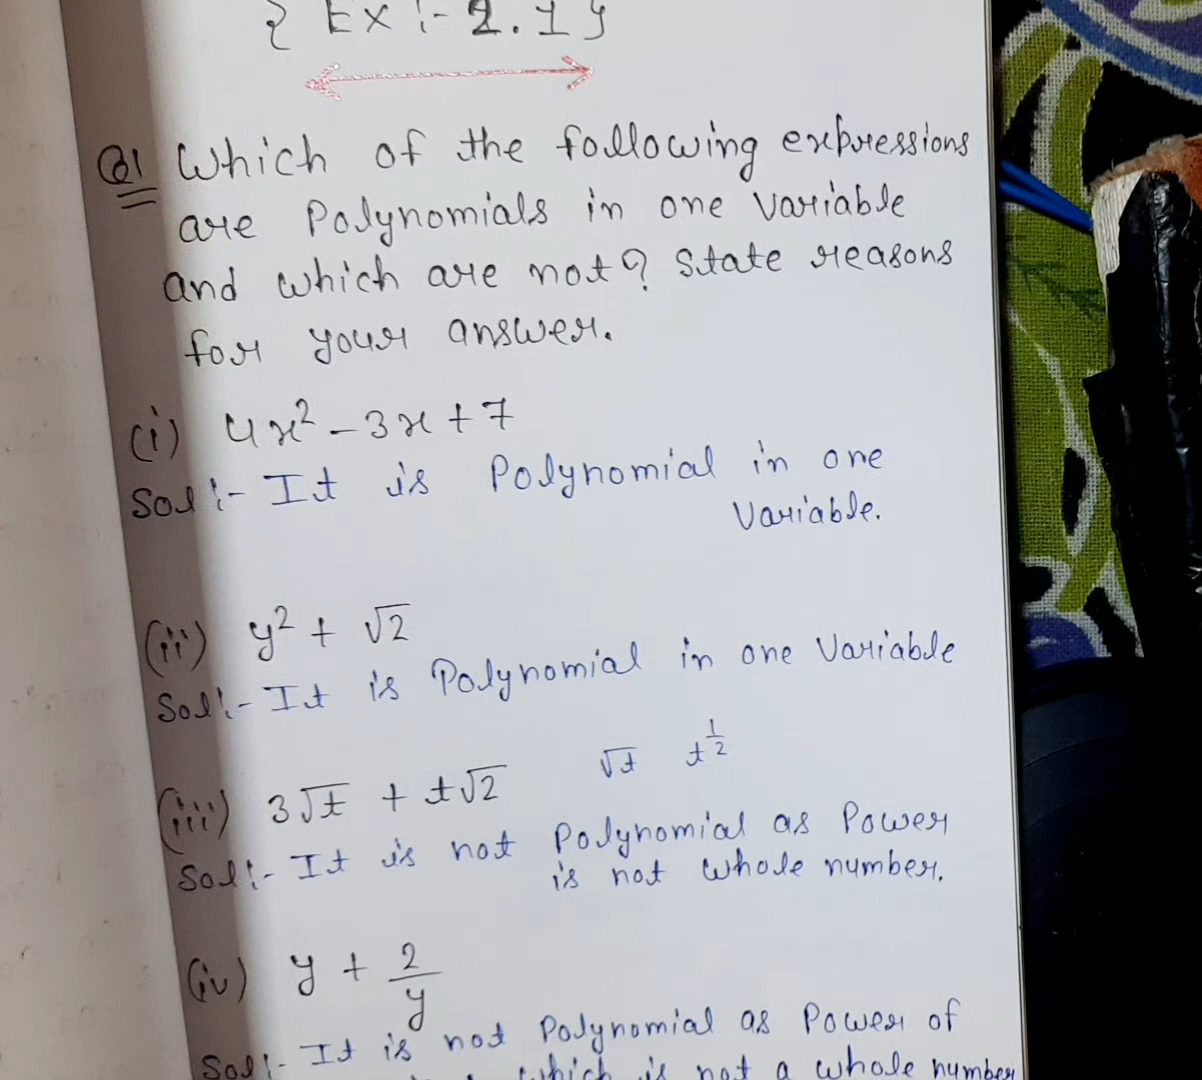 { Ex :- 2.1 }
Q1 Which of the following expressions
are Polynomials in one Variable
and which are not? State reasons
for your answer.
(i) 4x² - 3x + 7
Sol:- It is Polynomial in one
Variable.
(ii) y² + √2
Sol:- It is Polynomial in one Variable
√t t^1/2
(iii) 3√t + t√2
Sol:- It is not Polynomial as Power
is not whole number.
(iv) y + 2/y
Sol:- It is not Polynomial as Power of
which is not a whole number